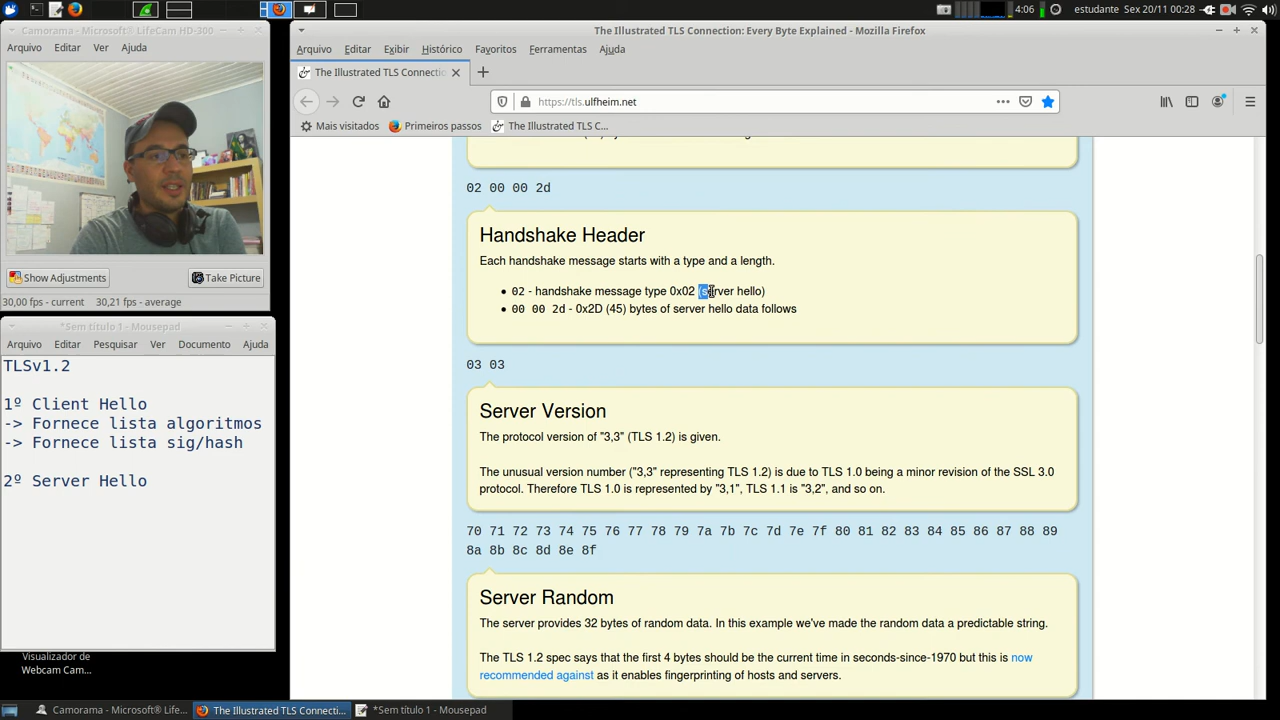 4:06 estudante Sex 20/11 00:28
Camorama - Microsoft® LifeCam HD-300
Arquivo Editar Ver Ajuda
Show Adjustments Take Picture
30,00 fps - current 30,00 fps - average
*Sem título 1 - Mousepad
Arquivo Editar Pesquisar Ver Documento Ajuda
TLSv1.2
1º Client Hello
-> Fornece lista algoritmos
-> Fornece lista sig/hash
2º Server Hello
Visualizador de
Webcam Cam...
The Illustrated TLS Connection: Every Byte Explained - Mozilla Firefox
Arquivo Editar Exibir Histórico Favoritos Ferramentas Ajuda
The Illustrated TLS Connectio
https://tls.ulfheim.net
Mais visitados Primeiros passos The Illustrated TLS C...
02 00 00 2d
Handshake Header
Each handshake message starts with a type and a length.
• 02 - handshake message type 0x02 (server hello)
• 00 00 2d - 0x2D (45) bytes of server hello data follows
03 03
Server Version
The protocol version of "3,3" (TLS 1.2) is given.
The unusual version number ("3,3" representing TLS 1.2) is due to TLS 1.0 being a minor revision of the SSL 3.0
protocol. Therefore TLS 1.0 is represented by "3,1", TLS 1.1 is "3,2", and so on.
70 71 72 73 74 75 76 77 78 79 7a 7b 7c 7d 7e 7f 80 81 82 83 84 85 86 87 88 89
8a 8b 8c 8d 8e 8f
Server Random
The server provides 32 bytes of random data. In this example we've made the random data a predictable string.
The TLS 1.2 spec says that the first 4 bytes should be the current time in seconds-since-1970 but this is now
recommended against as it enables fingerprinting of hosts and servers.
Camorama - Microsoft® Life... The Illustrated TLS Connecti... *Sem título 1 - Mousepad